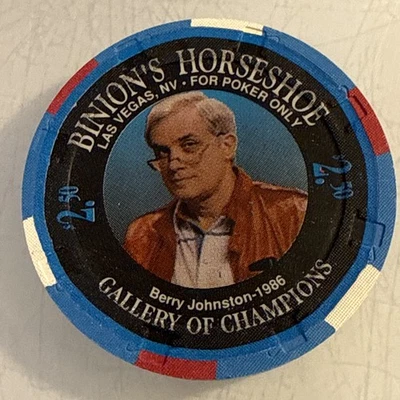 BINION'S HORSESHOE
LAS VEGAS, NV • FOR POKER ONLY
$2.50
$2.50
Berry Johnston-1986
GALLERY OF CHAMPIONS